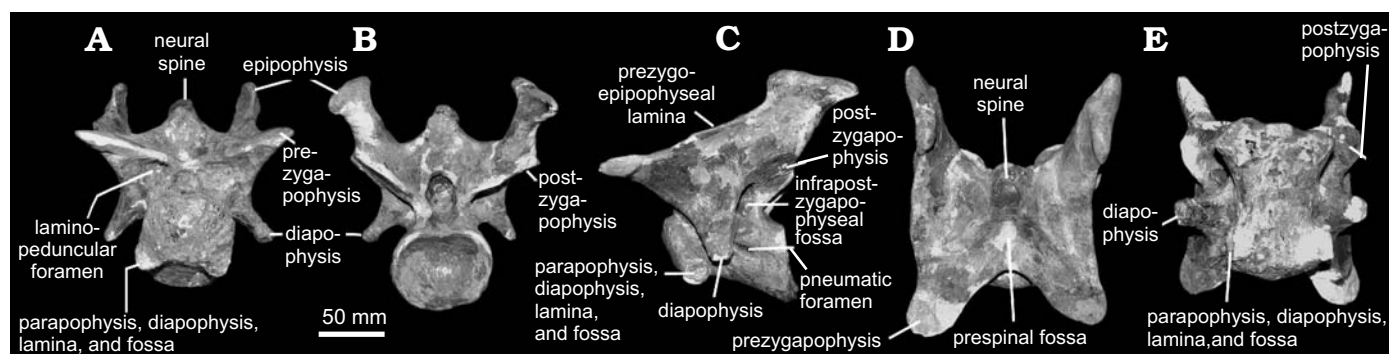 A
neural
spine
epipophysis
pre-
zyga-
pophysis
lamino-
peduncular
foramen
diapo-
physis
parapophysis, diapophysis,
lamina, and fossa
50 mm
B
post-
zyga-
pophysis
C
prezygo-
epipophyseal
lamina
post-
zygapo-
physis
infrapost-
zygapo-
physeal
fossa
pneumatic
foramen
parapophysis,
diapophysis,
lamina,
and fossa
diapophysis
D
neural
spine
prezygapophysis
prespinal fossa
E
postzyga-
pophysis
diapo-
physis
parapophysis, diapophysis,
lamina,and fossa